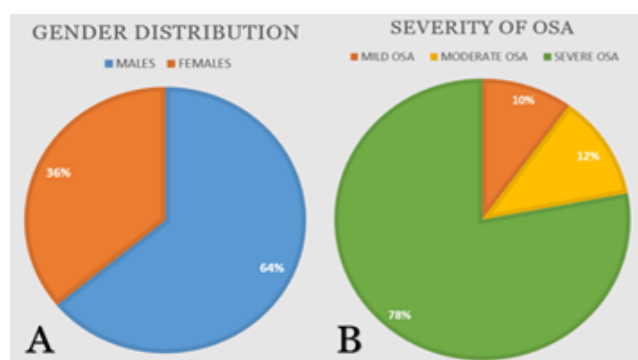 GENDER DISTRIBUTION
MALES FEMALES
36%
64%
A
SEVERITY OF OSA
MILD OSA MODERATE OSA SEVERE OSA
10%
12%
78%
B